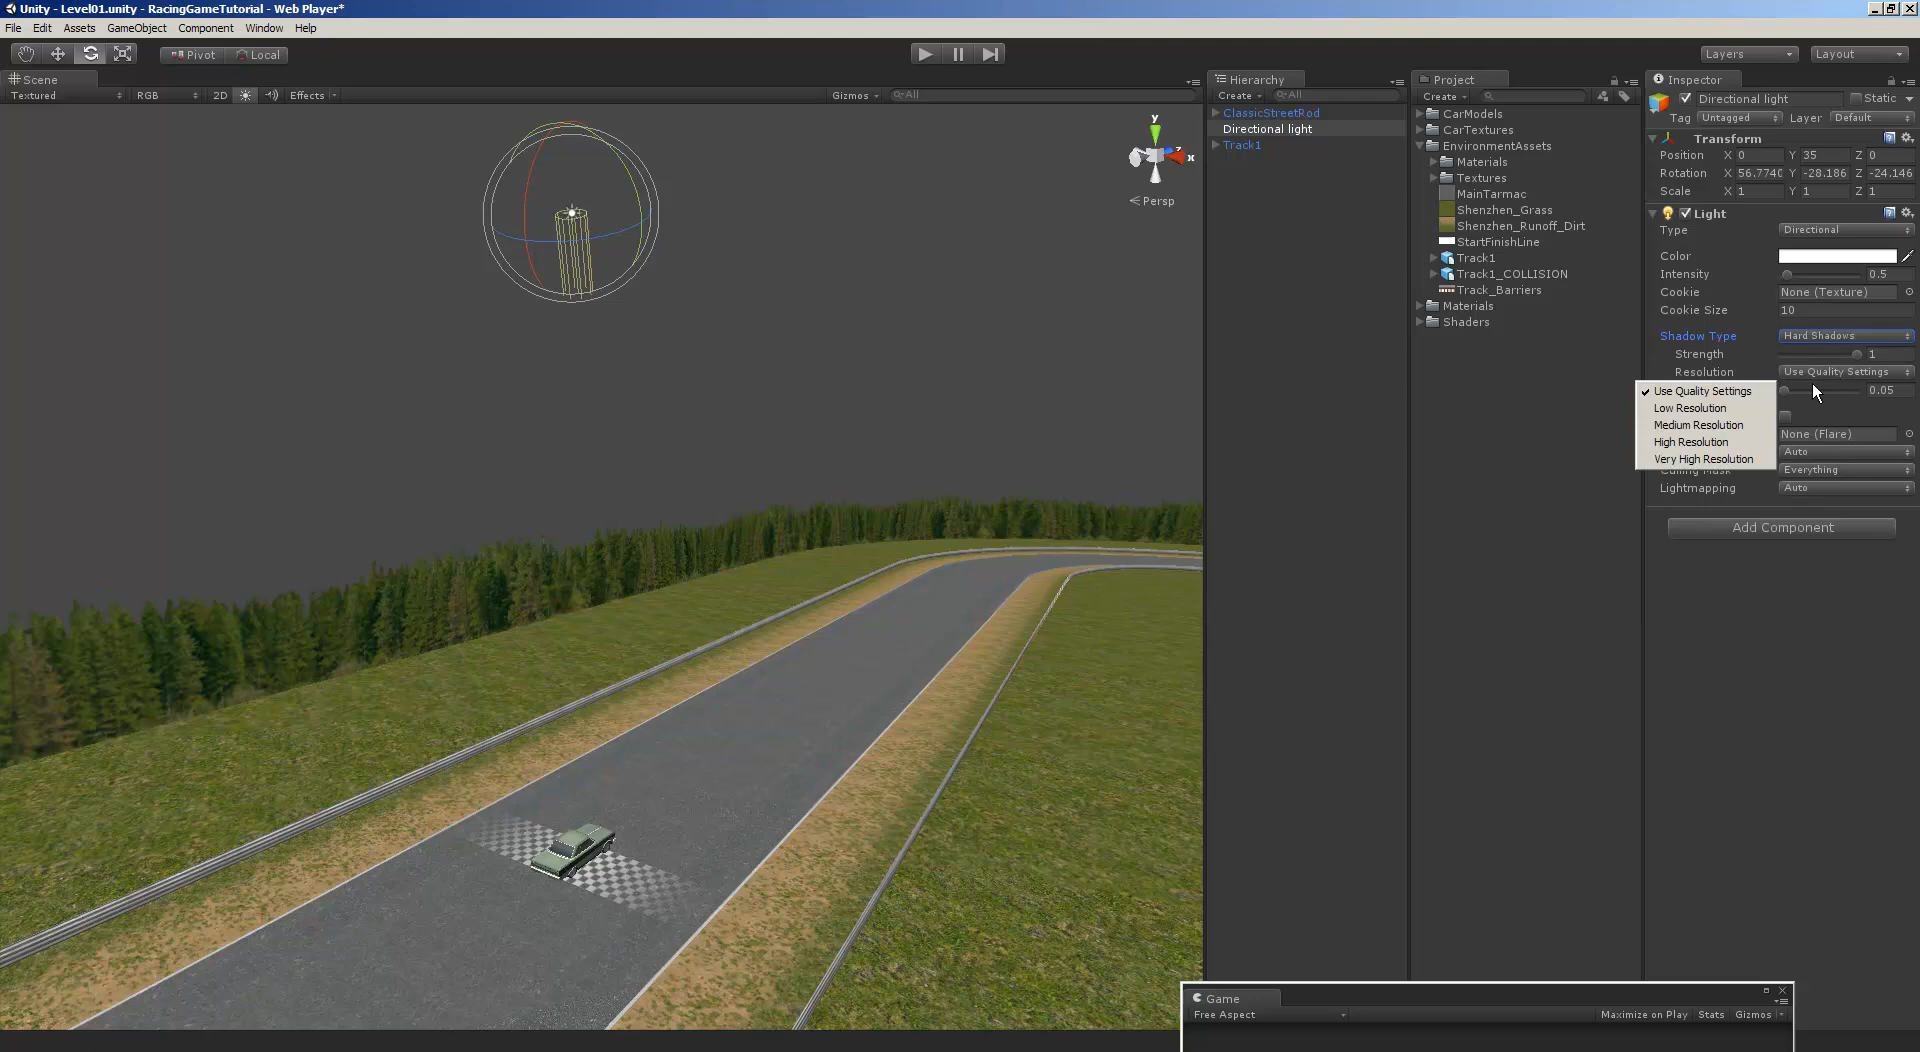 Unity - Level01.unity - RacingGameTutorial - Web Player*
File Edit Assets GameObject Component Window Help
Pivot Local Layers Layout
Scene
Textured RGB 2D Effects Gizmos All
y
z
x
Persp
Hierarchy
Create All
ClassicStreetRod
Directional light
Track1
Project
Create
CarModels
CarTextures
EnvironmentAssets
Materials
Textures
MainTarmac
Shenzhen_Grass
Shenzhen_Runoff_Dirt
StartFinishLine
Track1
Track1_COLLISION
Track_Barriers
Materials
Shaders
Inspector
Directional light Static
Tag Untagged Layer Default
Transform
Position X 0 Y 35 Z 0
Rotation X 56.774 Y -28.186 Z -24.146
Scale X 1 Y 1 Z 1
Light
Type Directional
Color
Intensity 0.5
Cookie None (Texture)
Cookie Size 10
Shadow Type Hard Shadows
Strength 1
Resolution Use Quality Settings
0.05
None (Flare)
Auto
Everything
Lightmapping Auto
Use Quality Settings
Low Resolution
Medium Resolution
High Resolution
Very High Resolution
Add Component
Game
Free Aspect Maximize on Play Stats Gizmos